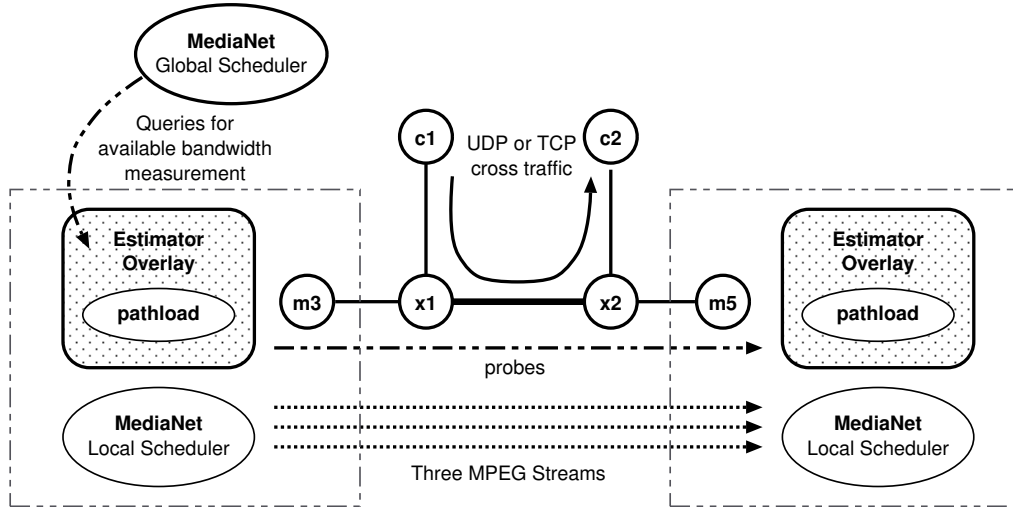 MediaNet
Global Scheduler
Queries for
available bandwidth
measurement
c1
UDP or TCP
cross traffic
c2
Estimator
Overlay
pathload
m3
x1
x2
m5
Estimator
Overlay
pathload
probes
MediaNet
Local Scheduler
Three MPEG Streams
MediaNet
Local Scheduler